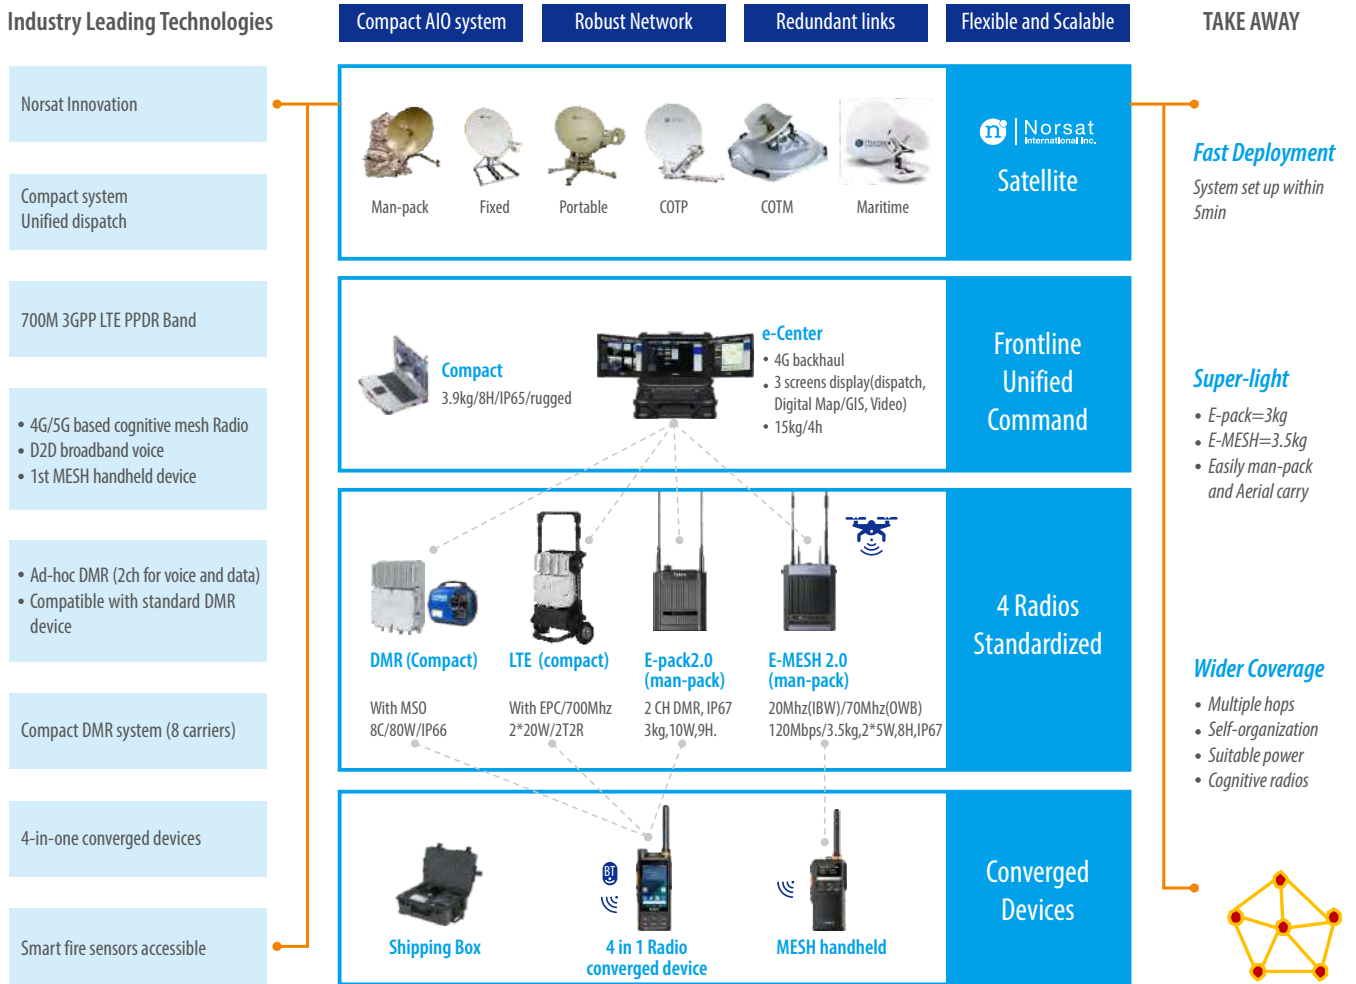 Industry Leading Technologies
Compact AIO system
Robust Network
Redundant links
Flexible and Scalable
TAKE AWAY
Norsat Innovation
Compact system
Unified dispatch
700M 3GPP LTE PPDR Band
• 4G/5G based cognitive mesh Radio
• D2D broadband voice
• 1st MESH handheld device
• Ad-hoc DMR (2ch for voice and data)
• Compatible with standard DMR
device
Compact DMR system (8 carriers)
4-in-one converged devices
Smart fire sensors accessible
Man-pack
Fixed
Portable
COTP
COTM
Maritime
n
Norsat
International Inc.
Satellite
Compact
3.9kg/8H/IP65/rugged
e-Center
• 4G backhaul
• 3 screens display(dispatch,
Digital Map/GIS, Video)
• 15kg/4h
Frontline
Unified
Command
DMR (Compact)
With MSO
8C/80W/IP66
LTE (compact)
With EPC/700Mhz
2*20W/2T2R
E-pack2.0
(man-pack)
2 CH DMR, IP67
3kg,10W,9H.
E-MESH 2.0
(man-pack)
20Mhz(IBW)/70Mhz(OWB)
120Mbps/3.5kg,2*5W,8H,IP67
4 Radios
Standardized
Shipping Box
BT
4 in 1 Radio
converged device
MESH handheld
Converged
Devices
Fast Deployment
System set up within
5min
Super-light
• E-pack=3kg
• E-MESH=3.5kg
• Easily man-pack
and Aerial carry
Wider Coverage
• Multiple hops
• Self-organization
• Suitable power
• Cognitive radios